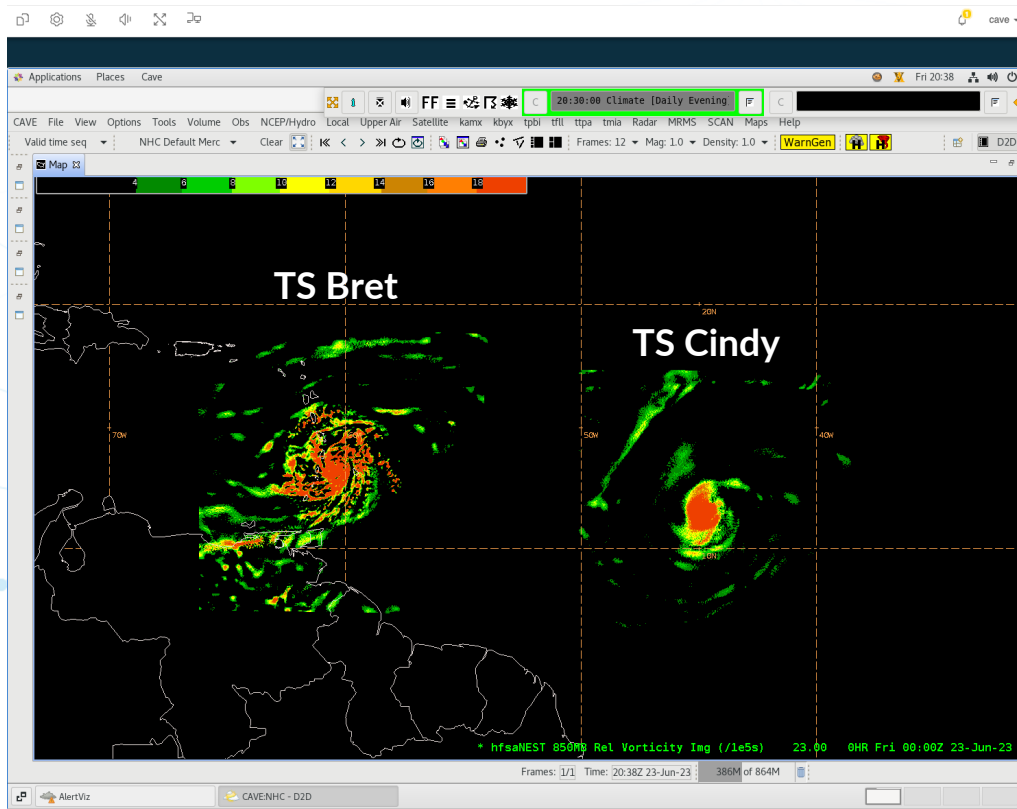 1
cave
Applications Places Cave
Fri 20:38
FF
C 20:30:00 Climate [Daily Evening
C
CAVE File View Options Tools Volume Obs NCEP/Hydro Local Upper Air Satellite kamx kbyx tpbi tfll ttpa tmia Radar MRMS SCAN Maps Help
Valid time seq NHC Default Merc Clear Frames: 12 Mag: 1.0 Density: 1.0 WarnGen D2D
Map
4 6 8 10 12 14 16 18
TS Bret
20N
TS Cindy
70W 50W 40W
10N
* hfsaNEST 850MB Rel Vorticity Img (/1e5s) 23.00 0HR Fri 00:00Z 23-Jun-23
Frames: 1/1 Time: 20:38Z 23-Jun-23 386M of 864M
AlertViz CAVE:NHC - D2D